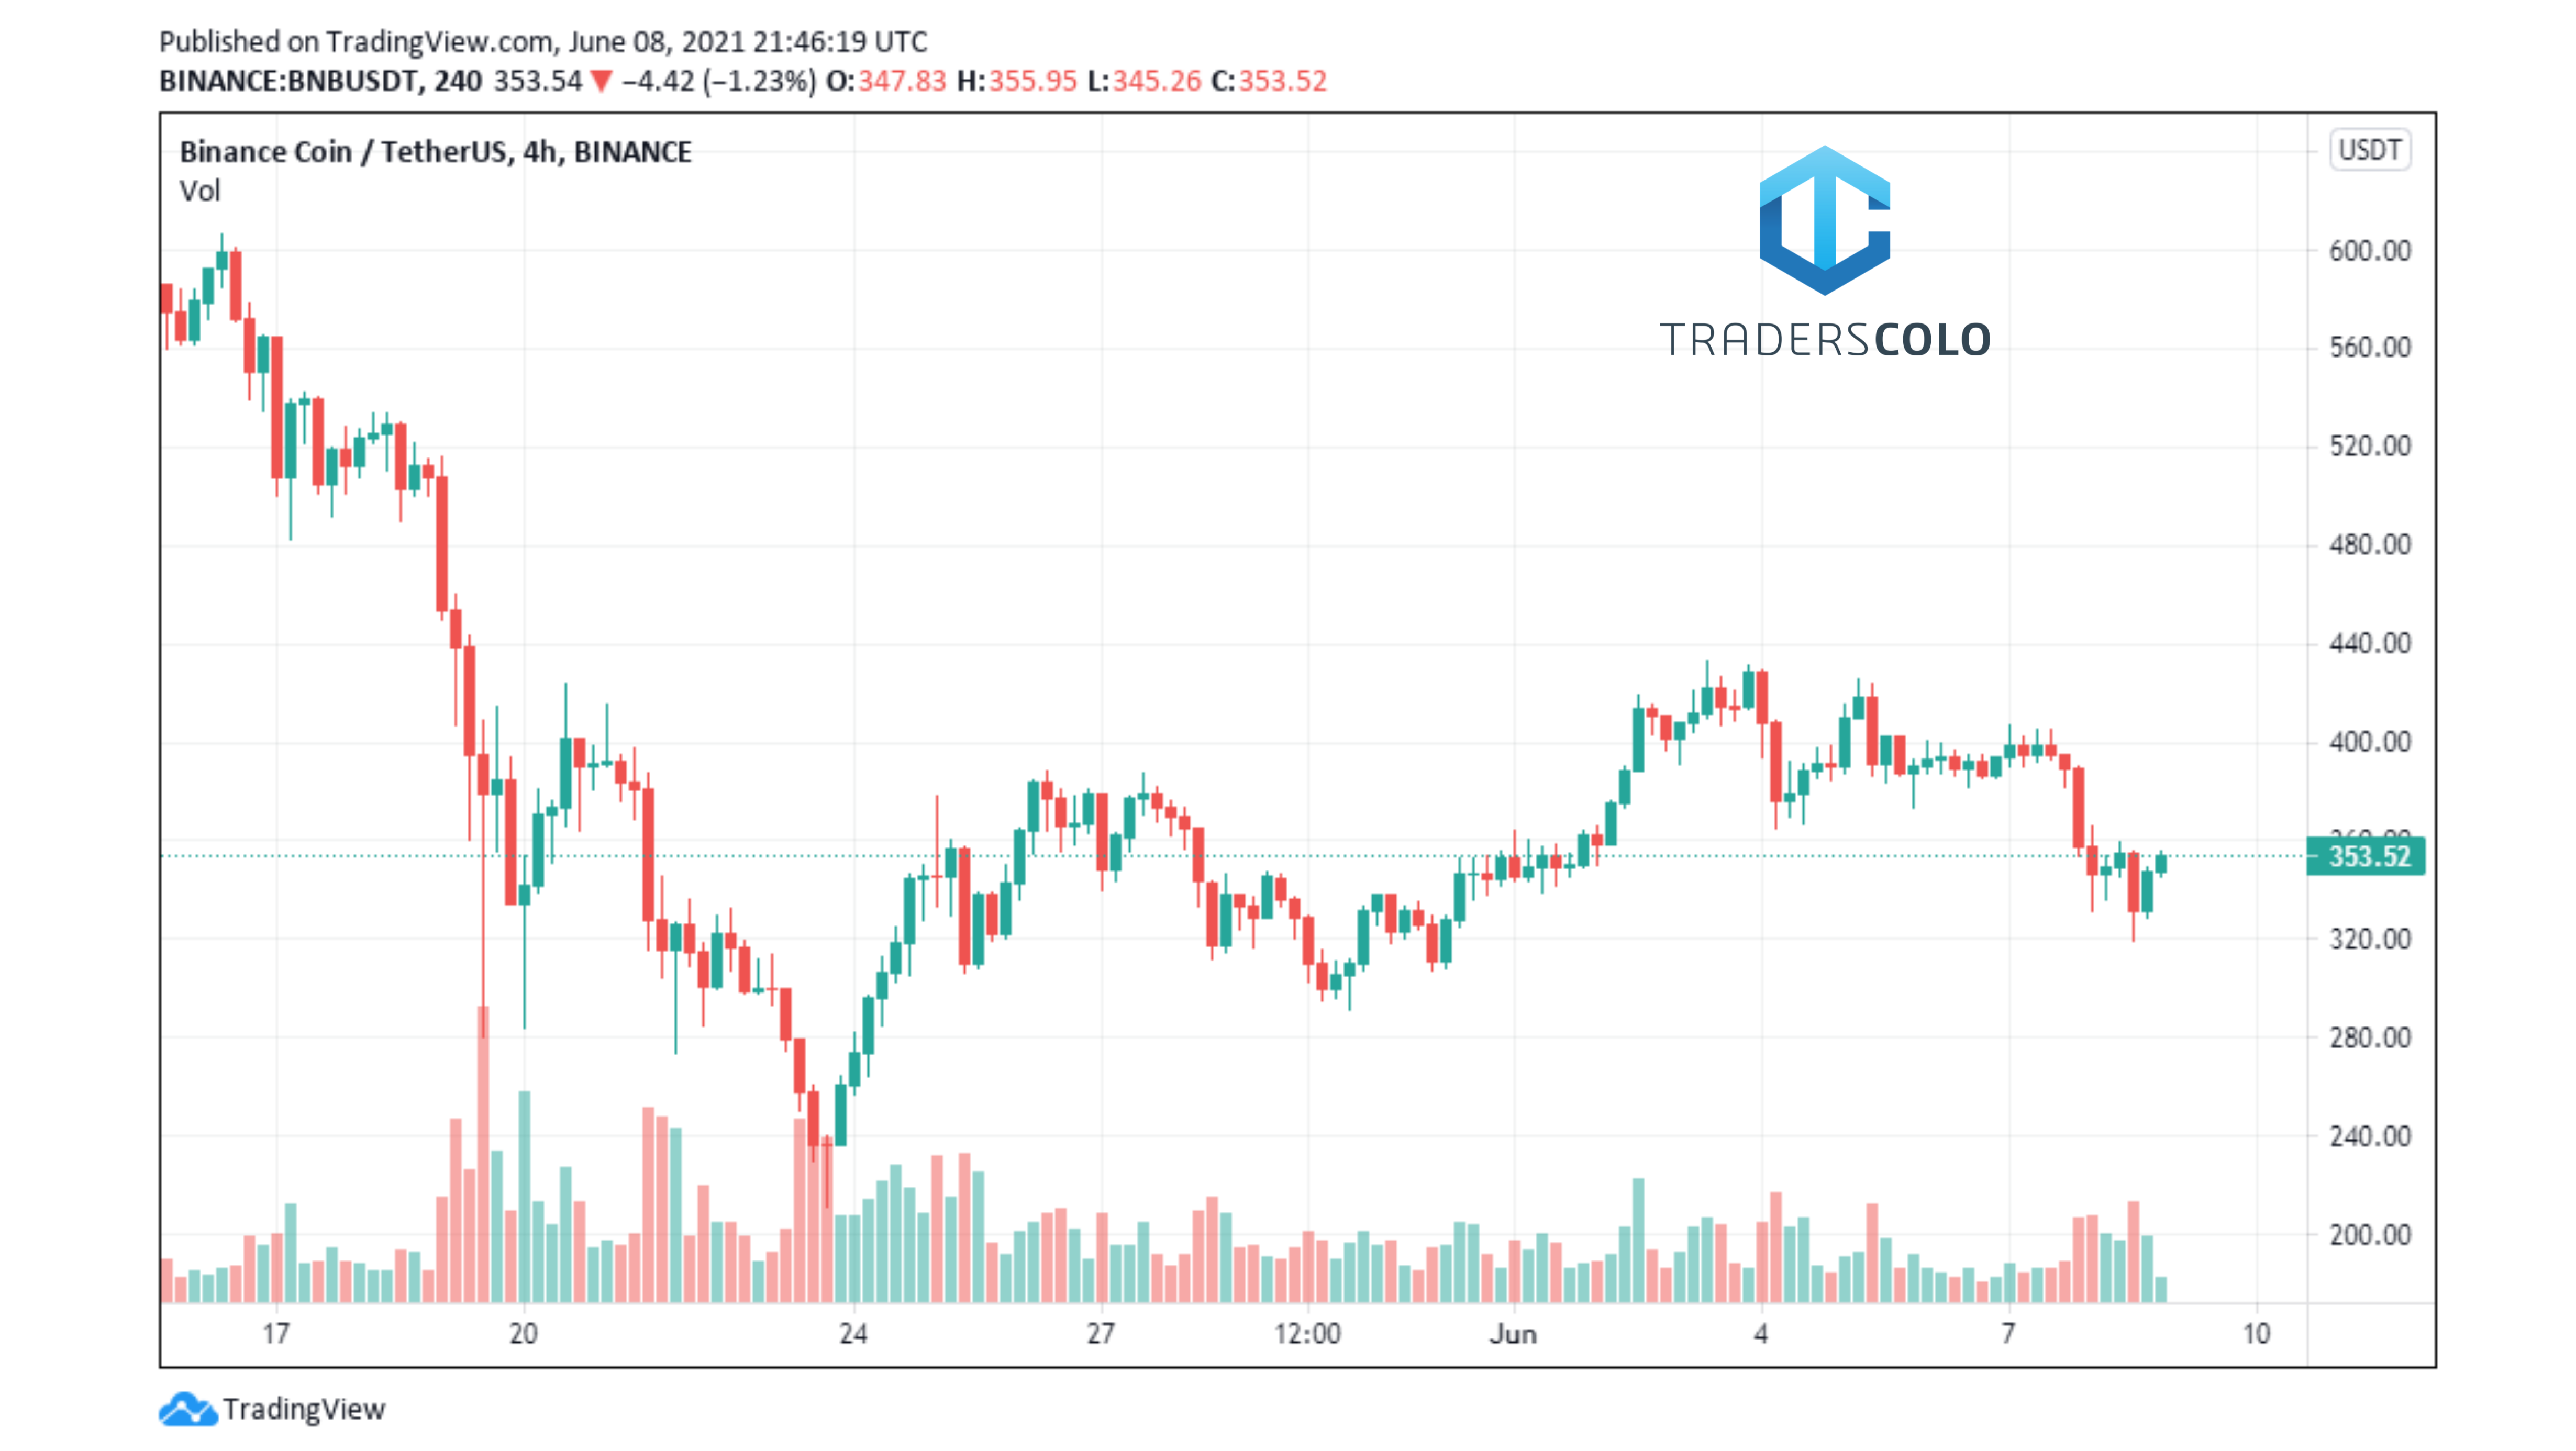 Published on TradingView.com, June 08, 2021 21:46:19 UTC
BINANCE:BNBUSDT, 240 353.54 ▼ −4.42 (−1.23%) O:347.83 H:355.95 L:345.26 C:353.52
Binance Coin / TetherUS, 4h, BINANCE
Vol
USDT
TRADERSCOLO
600.00
560.00
520.00
480.00
440.00
400.00
360.00
353.52
320.00
280.00
240.00
200.00
17 20 24 27 12:00 Jun 4 7 10
TradingView